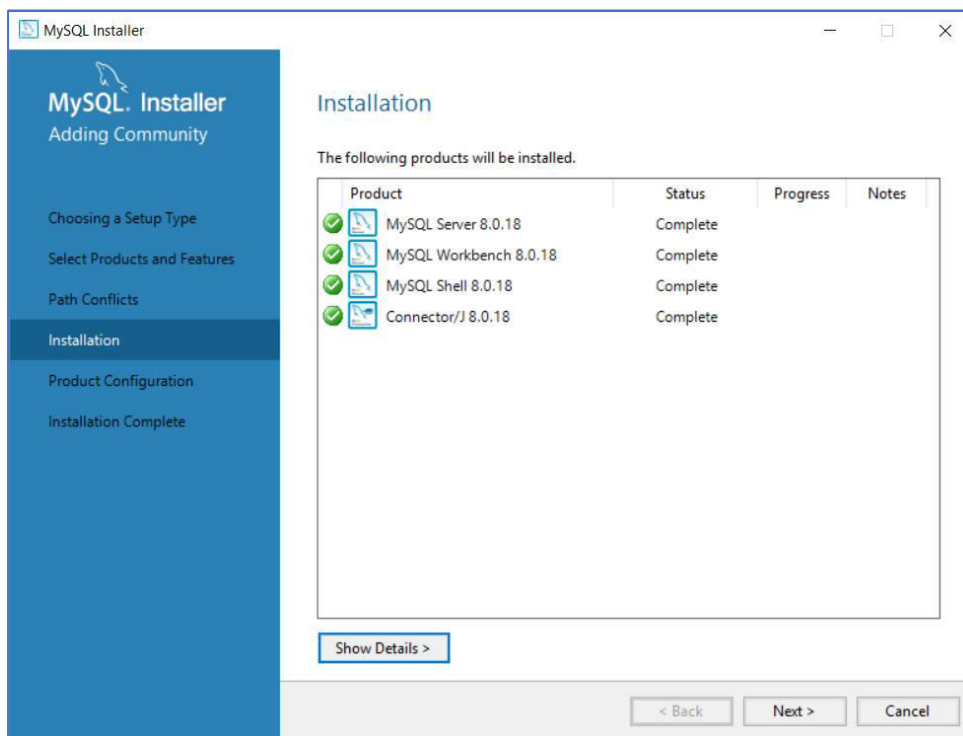 MySQL Installer
MySQL. Installer
Adding Community
Choosing a Setup Type
Select Products and Features
Path Conflicts
Installation
Product Configuration
Installation Complete
Installation
The following products will be installed.
Product Status Progress Notes
MySQL Server 8.0.18 Complete
MySQL Workbench 8.0.18 Complete
MySQL Shell 8.0.18 Complete
Connector/J 8.0.18 Complete
Show Details >
< Back Next > Cancel